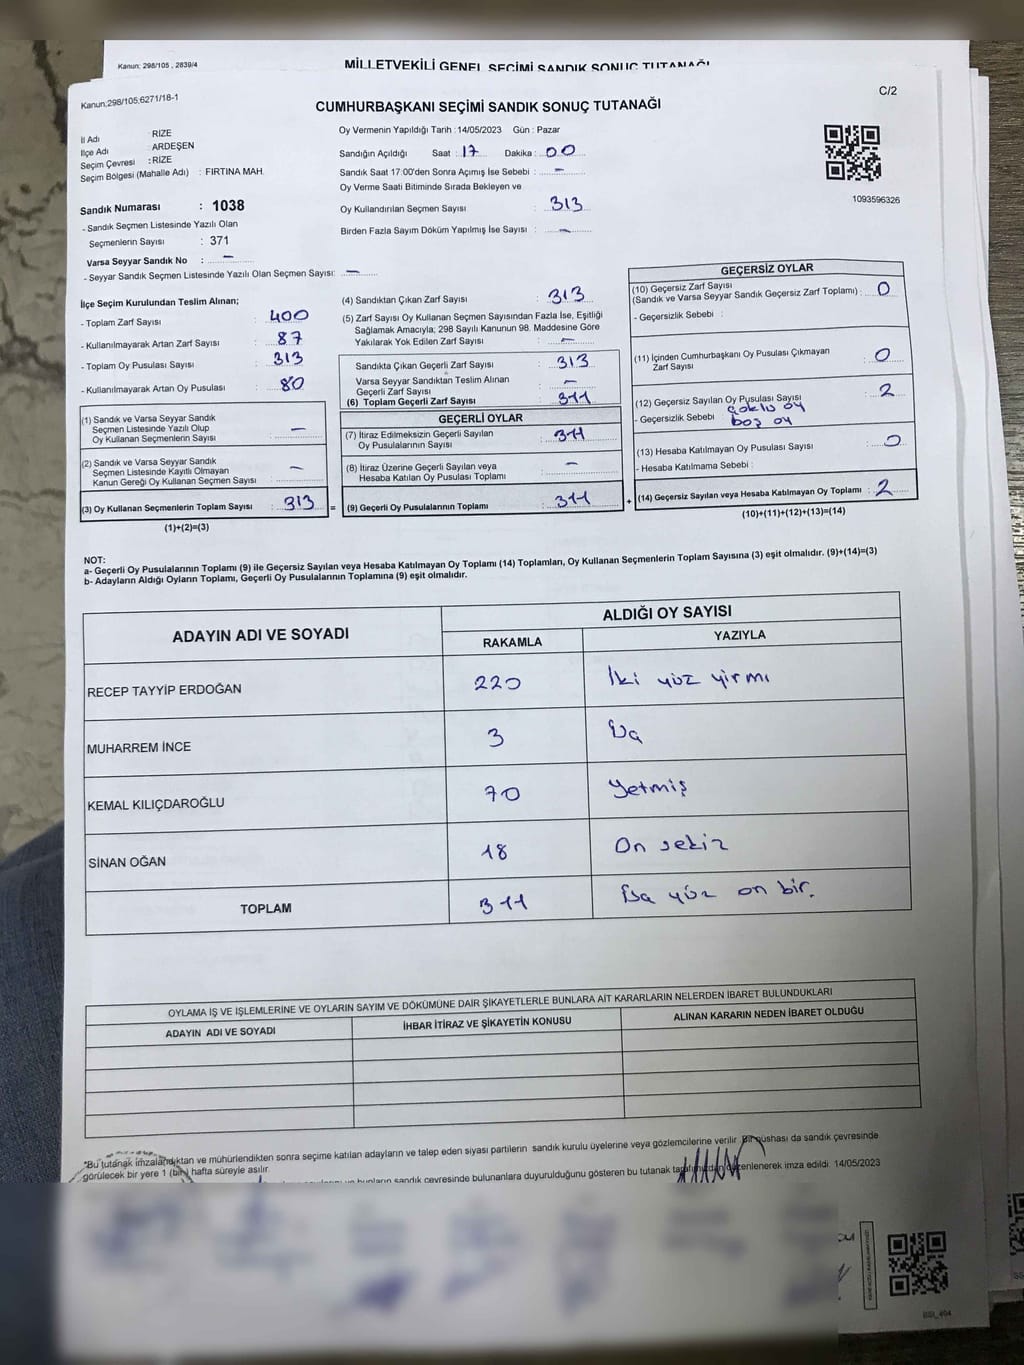 Kanun: 298/105 , 2839/4
MİLLETVEKİLİ GENEL SEÇİMİ SANDIK SONUÇ TUTANAĞI
Kanun;298/105;6271/18-1
C/2
CUMHURBAŞKANI SEÇİMİ SANDIK SONUÇ TUTANAĞI
İl Adı : RİZE
İlçe Adı : ARDEŞEN
Seçim Çevresi : RİZE
Seçim Bölgesi (Mahalle Adı) : FIRTINA MAH.
Sandık Numarası : 1038
- Sandık Seçmen Listesinde Yazılı Olan
Seçmenlerin Sayısı : 371
Varsa Seyyar Sandık No : –
- Seyyar Sandık Seçmen Listesinde Yazılı Olan Seçmen Sayısı: –
Oy Vermenin Yapıldığı Tarih : 14/05/2023 Gün : Pazar
Sandığın Açıldığı Saat : 17 Dakika : 00
Sandık Saat 17:00'den Sonra Açımış İse Sebebi : –
Oy Verme Saati Bitiminde Sırada Bekleyen ve
Oy Kullandırılan Seçmen Sayısı : 313
Birden Fazla Sayım Döküm Yapılmış İse Sayısı : –
1093596326
İlçe Seçim Kurulundan Teslim Alınan;
- Toplam Zarf Sayısı : 400
- Kullanılmayarak Artan Zarf Sayısı : 87
- Toplam Oy Pusulası Sayısı : 313
- Kullanılmayarak Artan Oy Pusulası : 80
(1) Sandık ve Varsa Seyyar Sandık
Seçmen Listesinde Yazılı Olup
Oy Kullanan Seçmenlerin Sayısı : –
(2) Sandık ve Varsa Seyyar Sandık
Seçmen Listesinde Kayıtlı Olmayan
Kanun Gereği Oy Kullanan Seçmen Sayısı : –
(3) Oy Kullanan Seçmenlerin Toplam Sayısı : 313 =
(1)+(2)=(3)
(4) Sandıktan Çıkan Zarf Sayısı : 313
(5) Zarf Sayısı Oy Kullanan Seçmen Sayısından Fazla İse, Eşitliği
Sağlamak Amacıyla; 298 Sayılı Kanunun 98. Maddesine Göre
Yakılarak Yok Edilen Zarf Sayısı : –
Sandıkta Çıkan Geçerli Zarf Sayısı : 313
Varsa Seyyar Sandıktan Teslim Alınan
Geçerli Zarf Sayısı : –
(6) Toplam Geçerli Zarf Sayısı : 311
GEÇERLİ OYLAR
(7) İtiraz Edilmeksizin Geçerli Sayılan
Oy Pusulalarının Sayısı : 311
(8) İtiraz Üzerine Geçerli Sayılan veya
Hesaba Katılan Oy Pusulası Toplamı : –
(9) Geçerli Oy Pusulalarının Toplamı : 311 +
GEÇERSİZ OYLAR
(10) Geçersiz Zarf Sayısı
(Sandık ve Varsa Seyyar Sandık Geçersiz Zarf Toplamı) : 0
- Geçersizlik Sebebi :
(11) İçinden Cumhurbaşkanı Oy Pusulası Çıkmayan
Zarf Sayısı : 0
(12) Geçersiz Sayılan Oy Pusulası Sayısı : 2
- Geçersizlik Sebebi : çoklu oy
boş oy
(13) Hesaba Katılmayan Oy Pusulası Sayısı : 0
- Hesaba Katılmama Sebebi :
(14) Geçersiz Sayılan veya Hesaba Katılmayan Oy Toplamı : 2
(10)+(11)+(12)+(13)=(14)
NOT:
a- Geçerli Oy Pusulalarının Toplamı (9) ile Geçersiz Sayılan veya Hesaba Katılmayan Oy Toplamı (14) Toplamları, Oy Kullanan Seçmenlerin Toplam Sayısına (3) eşit olmalıdır. (9)+(14)=(3)
b- Adayların Aldığı Oyların Toplamı, Geçerli Oy Pusulalarının Toplamına (9) eşit olmalıdır.
ADAYIN ADI VE SOYADI
ALDIĞI OY SAYISI
RAKAMLA YAZIYLA
RECEP TAYYİP ERDOĞAN 220 İki yüz yirmi
MUHARREM İNCE 3 Üç
KEMAL KILIÇDAROĞLU 70 Yetmiş
SİNAN OĞAN 18 On sekiz
TOPLAM 311 Üç yüz on bir.
OYLAMA İŞ VE İŞLEMLERİNE VE OYLARIN SAYIM VE DÖKÜMÜNE DAİR ŞİKAYETLERLE BUNLARA AİT KARARLARIN NELERDEN İBARET BULUNDUKLARI
ADAYIN ADI VE SOYADI İHBAR İTİRAZ VE ŞİKAYETİN KONUSU ALINAN KARARIN NEDEN İBARET OLDUĞU
*Bu tutanak imzalandıktan ve mühürlendikten sonra seçime katılan adayların ve talep eden siyasi partilerin sandık kurulu üyelerine veya gözlemcilerine verilir. Bir nüshası da sandık çevresinde
görülecek bir yere 1 (bir) hafta süreyle asılır.
bunların sandık çevresinde bulunanlara duyurulduğunu gösteren bu tutanak tarafımızdan düzenlenerek imza edildi. 14/05/2023